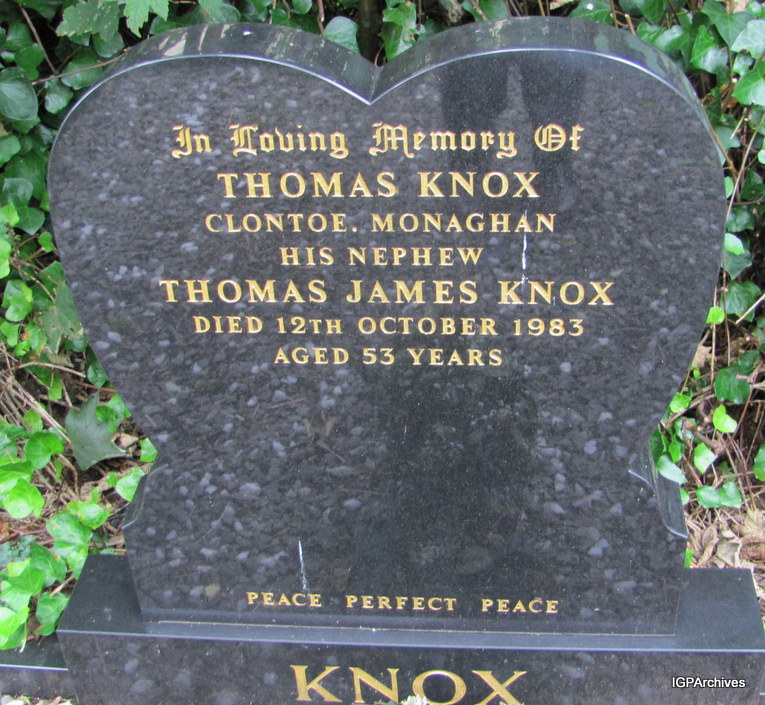 In Loving Memory Of
THOMAS KNOX
CLONTOE. MONAGHAN
HIS NEPHEW
THOMAS JAMES KNOX
DIED 12TH OCTOBER 1983
AGED 53 YEARS
PEACE PERFECT PEACE
KNOX
IGPArchives